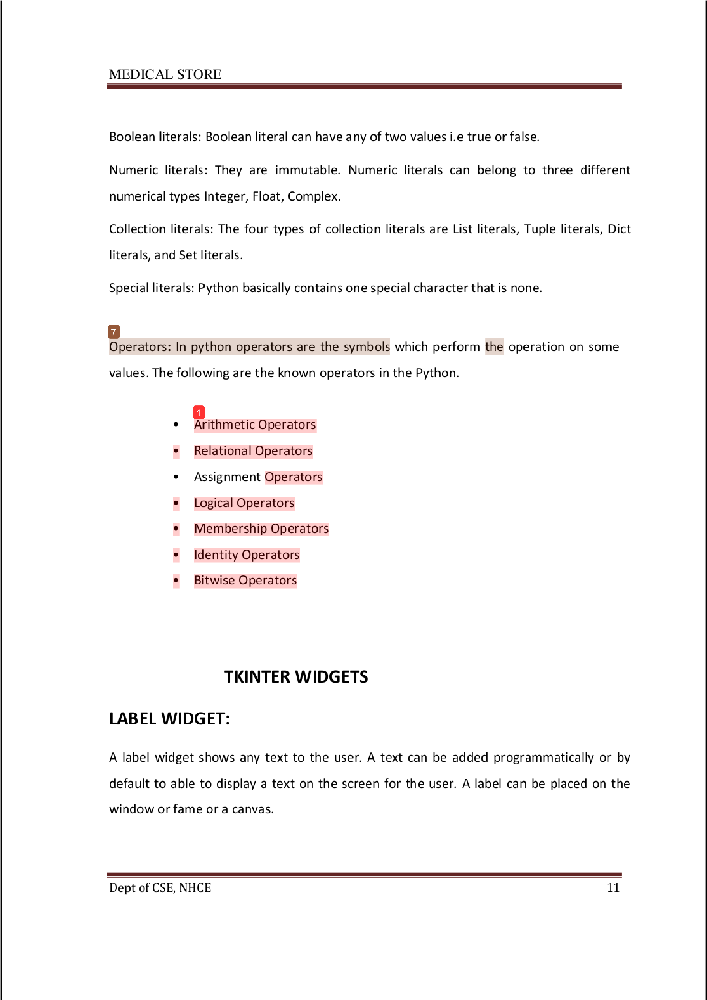 MEDICAL STORE
Boolean literals: Boolean literal can have any of two values i.e true or false.
Numeric literals: They are immutable. Numeric literals can belong to three different
numerical types Integer, Float, Complex.
Collection literals: The four types of collection literals are List literals, Tuple literals, Dict
literals, and Set literals.
Special literals: Python basically contains one special character that is none.
7
Operators: In python operators are the symbols which perform the operation on some
values. The following are the known operators in the Python.
1
• Arithmetic Operators
• Relational Operators
• Assignment Operators
• Logical Operators
• Membership Operators
• Identity Operators
• Bitwise Operators
TKINTER WIDGETS
LABEL WIDGET:
A label widget shows any text to the user. A text can be added programmatically or by
default to able to display a text on the screen for the user. A label can be placed on the
window or fame or a canvas.
Dept of CSE, NHCE 11